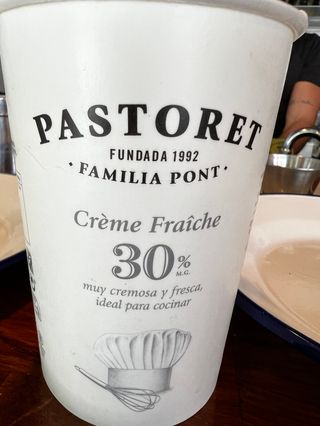 PASTORET
FUNDADA 1992
· FAMILIA PONT ·
Crème Fraîche
30%
M.G.
muy cremosa y fresca,
ideal para cocinar